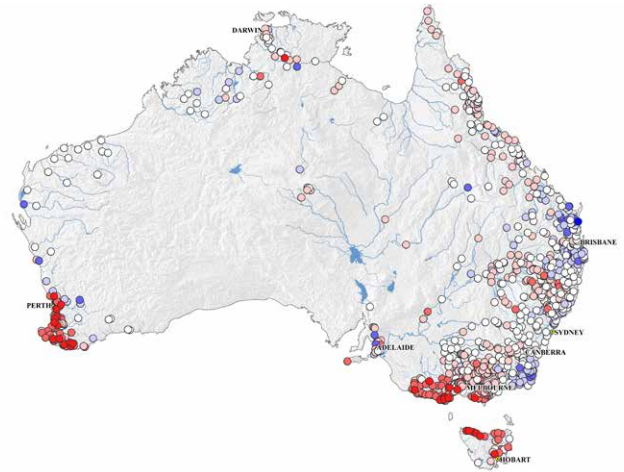 DARWIN
BRISBANE
PERTH
SYDNEY
ADELAIDE
CANBERRA
MELBOURNE
HOBART